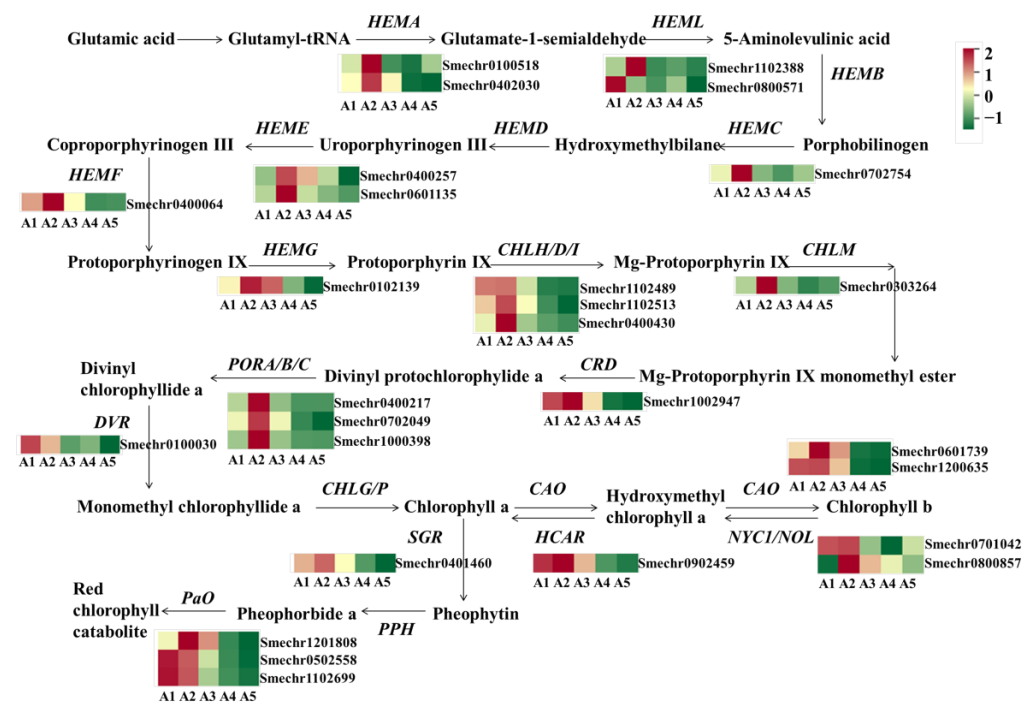 HEMA HEML
Glutamic acid Glutamyl-tRNA Glutamate-1-semialdehyde 5-Aminolevulinic acid
Smechr0100518
Smechr0402030
A1 A2 A3 A4 A5
Smechr1102388
Smechr0800571
A1 A2 A3 A4 A5
HEMB
2
1
0
−1
HEME HEMD HEMC
Coproporphyrinogen III Uroporphyrinogen III Hydroxymethylbilane Porphobilinogen
HEMF
Smechr0400064
A1 A2 A3 A4 A5
Smechr0400257
Smechr0601135
A1 A2 A3 A4 A5
Smechr0702754
A1 A2 A3 A4 A5
HEMG CHLH/D/I CHLM
Protoporphyrinogen IX Protoporphyrin IX Mg-Protoporphyrin IX
Smechr0102139
A1 A2 A3 A4 A5
Smechr1102489
Smechr1102513
Smechr0400430
A1 A2 A3 A4 A5
Smechr0303264
A1 A2 A3 A4 A5
Divinyl
chlorophyllide a
PORA/B/C CRD
Divinyl protochlorophylide a Mg-Protoporphyrin IX monomethyl ester
DVR
Smechr0100030
A1 A2 A3 A4 A5
Smechr0400217
Smechr0702049
Smechr1000398
A1 A2 A3 A4 A5
Smechr1002947
A1 A2 A3 A4 A5
Smechr0601739
Smechr1200635
A1 A2 A3 A4 A5
CHLG/P CAO CAO
Monomethyl chlorophyllide a Chlorophyll a
Hydroxymethyl
chlorophyll a
Chlorophyll b
SGR HCAR NYC1/NOL
Smechr0401460
A1 A2 A3 A4 A5
Smechr0902459
A1 A2 A3 A4 A5
Smechr0701042
Smechr0800857
A1 A2 A3 A4 A5
Red
chlorophyll
catabolite
PaO
Pheophorbide a
PPH
Pheophytin
Smechr1201808
Smechr0502558
Smechr1102699
A1 A2 A3 A4 A5